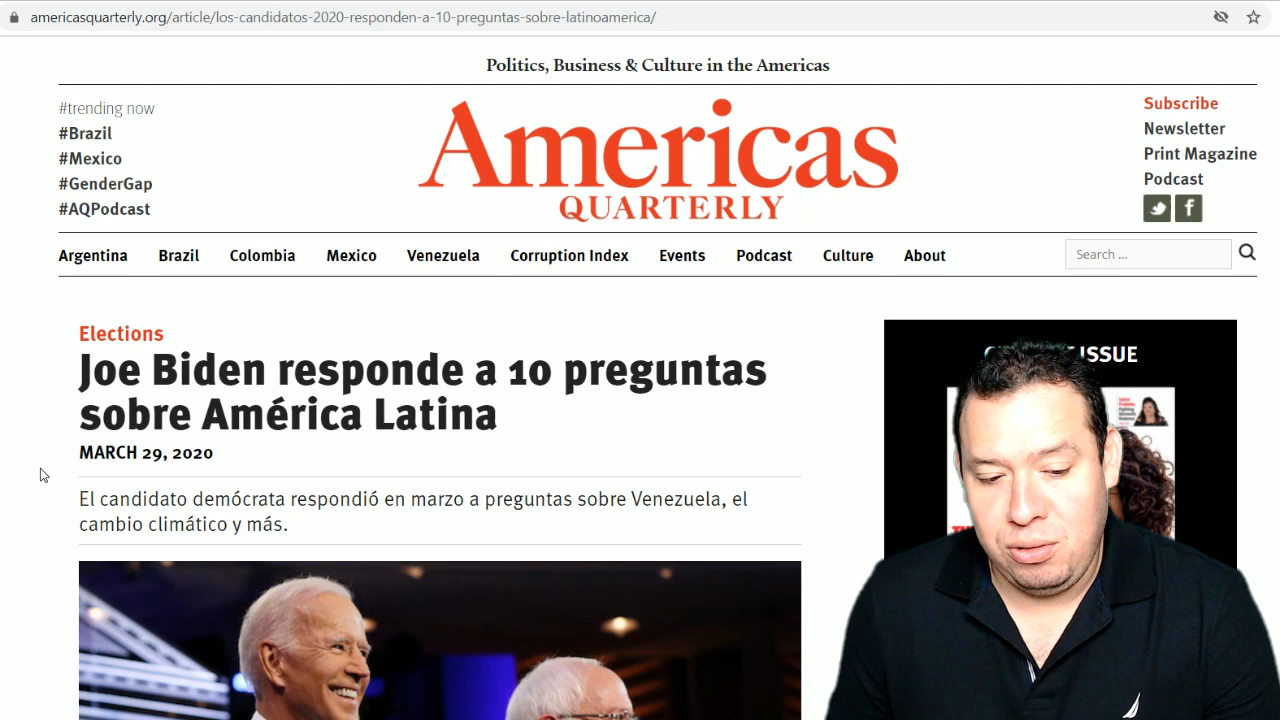 americasquarterly.org/article/los-candidatos-2020-responden-a-10-preguntas-sobre-latinoamerica/
Politics, Business & Culture in the Americas
#trending now
#Brazil
#Mexico
#GenderGap
#AQPodcast
Americas
QUARTERLY
Subscribe
Newsletter
Print Magazine
Podcast
Argentina Brazil Colombia Mexico Venezuela Corruption Index Events Podcast Culture About
Search ...
Elections
Joe Biden responde a 10 preguntas
sobre América Latina
MARCH 29, 2020
El candidato demócrata respondió en marzo a preguntas sobre Venezuela, el
cambio climático y más.
ISSUE